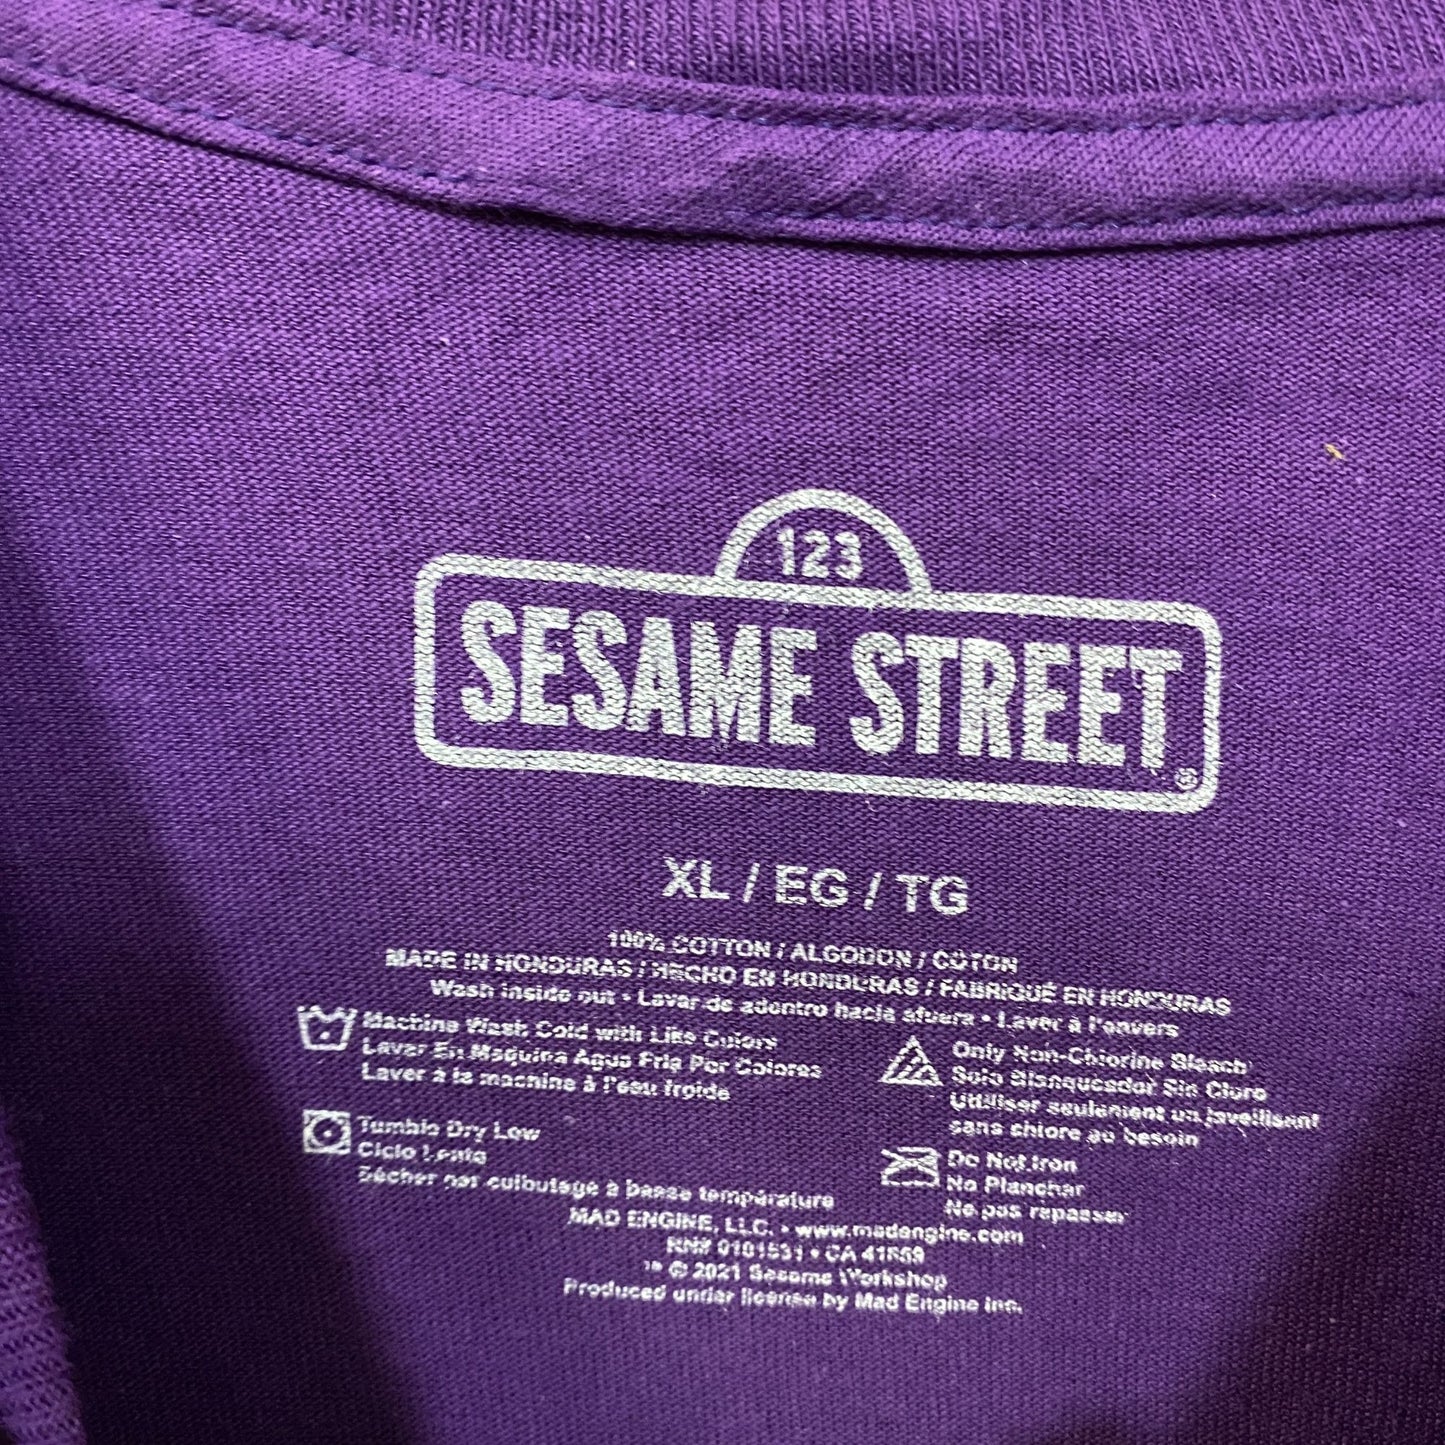 123
SESAME STREET
®
XL / EG / TG
100% COTTON / ALGODON / COTON
MADE IN HONDURAS / HECHO EN HONDURAS / FABRIQUÉ EN HONDURAS
Wash inside out • Lavar de adentro hacia afuera • Laver à l'envers
Machine Wash Cold with Like Colors
Lavar En Maquina Agua Fria Por Colores
Laver à la machine à l'eau froide
Only Non-Chlorine Bleach
Solo Blanqueador Sin Cloro
Utiliser seulement un javellisant
sans chlore au besoin
Tumble Dry Low
Ciclo Lento
Sécher par culbutage à basse température
Do Not Iron
No Planchar
Ne pas repasser
MAD ENGINE, LLC. • www.madengine.com
RN# 0101531 • CA
™ © 2021 Sesame Workshop
Produced under license by Mad Engine Inc.